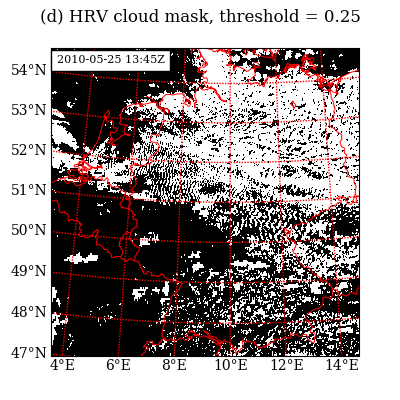 (d) HRV cloud mask, threshold = 0.25
2010-05-25 13:45Z
54°N
53°N
52°N
51°N
50°N
49°N
48°N
47°N
4°E 6°E 8°E 10°E 12°E 14°E